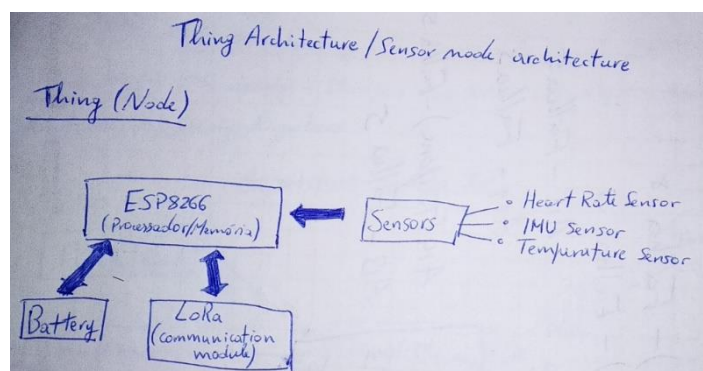 Thing Architecture/Sensor node architecture
Thing (Node)
ESP8266
(Processador/Memória)
Sensors
• Heart Rate Sensor
• IMU Sensor
• Tempurature Sensor
Battery
LoRa
(communication
module)